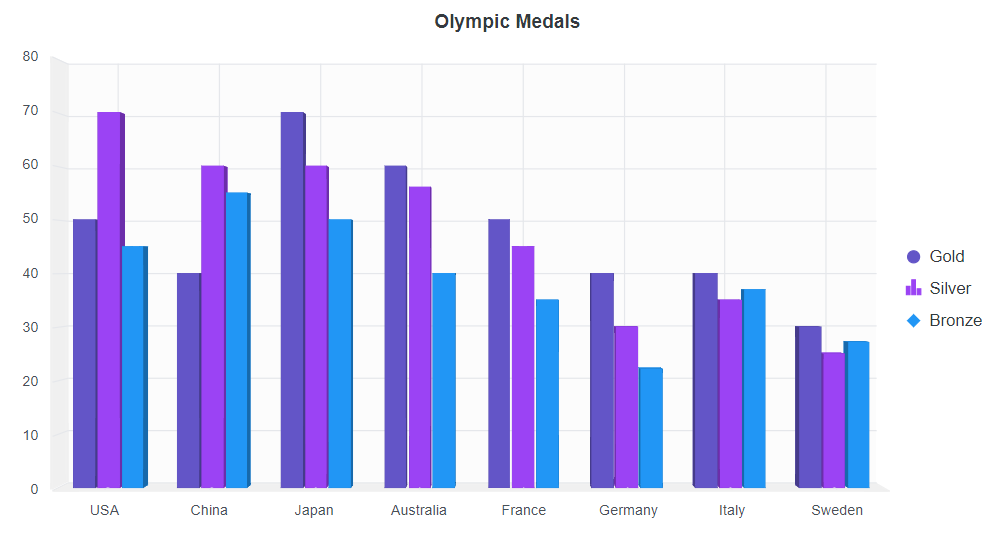 Olympic Medals
80
70
60
50
40
30
20
10
0
USA China Japan Australia France Germany Italy Sweden
Gold
Silver
Bronze